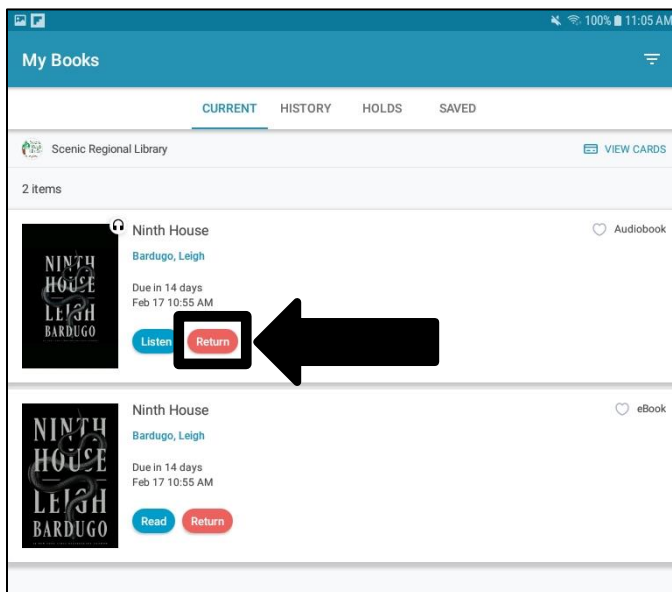 100% 11:05 AM
My Books
CURRENT HISTORY HOLDS SAVED
Scenic Regional Library VIEW CARDS
2 items
NINTH
HOUSE
LEIGH
BARDUGO
Ninth House Audiobook
Bardugo, Leigh
Due in 14 days
Feb 17 10:55 AM
Listen Return
NINTH
HOUSE
LEIGH
BARDUGO
Ninth House eBook
Bardugo, Leigh
Due in 14 days
Feb 17 10:55 AM
Read Return